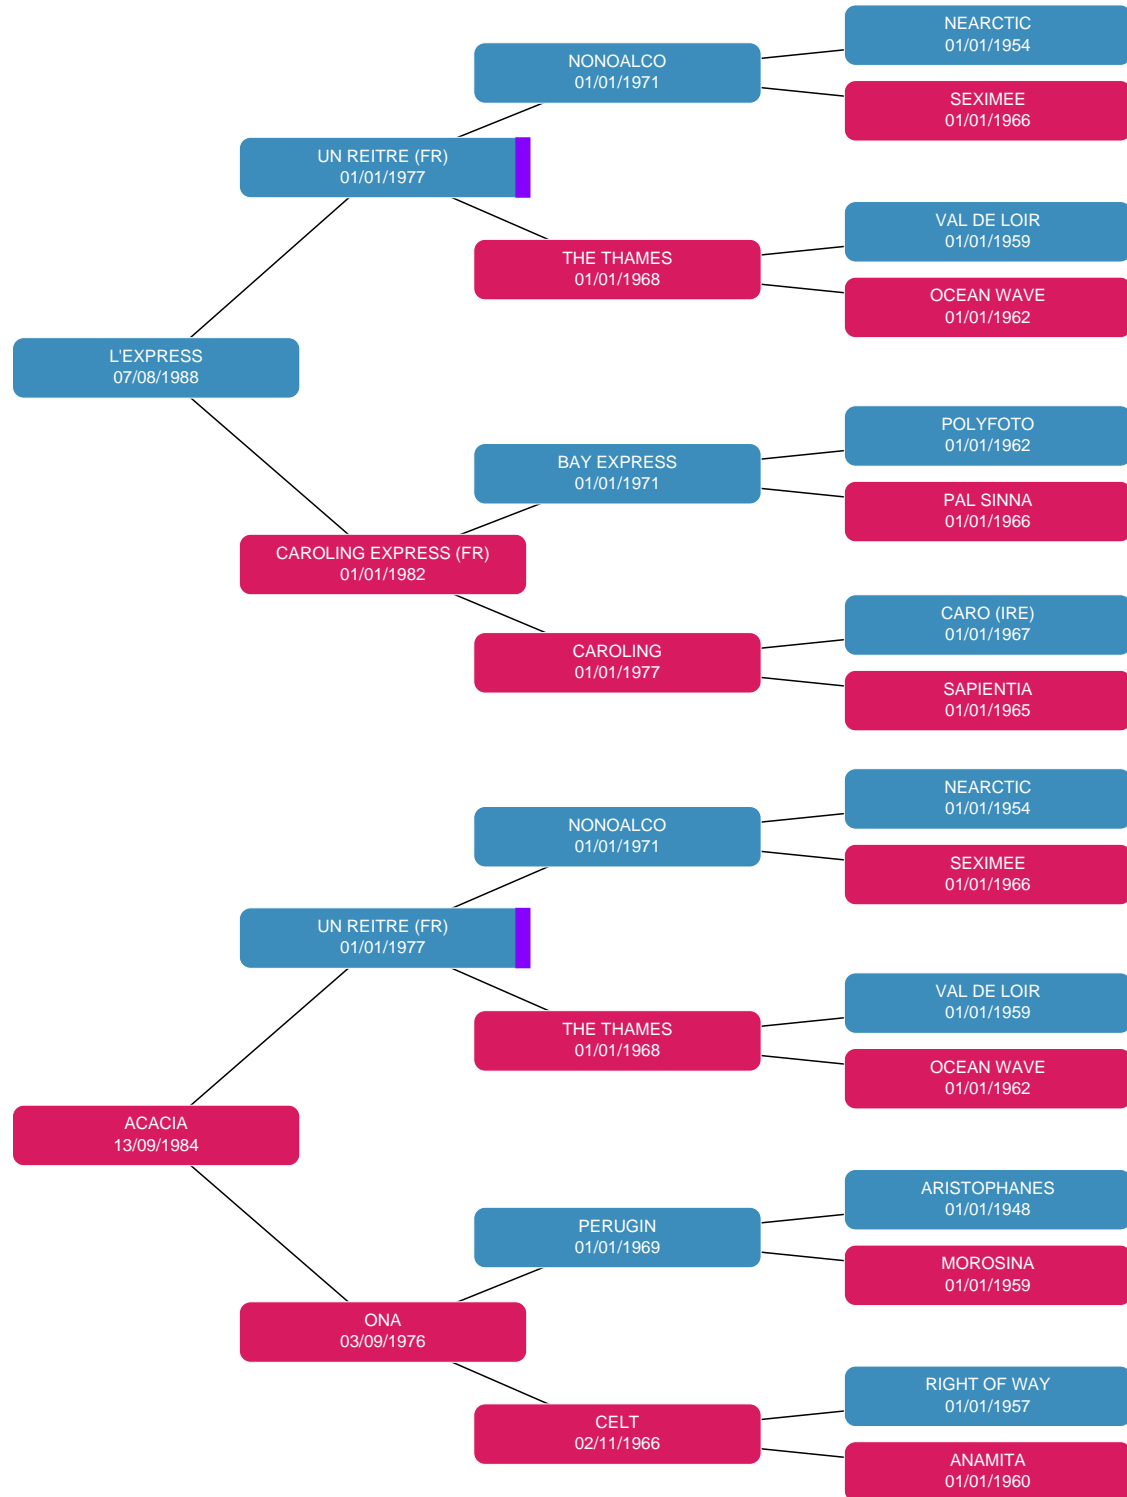 NEARCTIC
01/01/1954
NONOALCO
01/01/1971
SEXIMEE
01/01/1966
UN REITRE (FR)
01/01/1977
VAL DE LOIR
01/01/1959
THE THAMES
01/01/1968
OCEAN WAVE
01/01/1962
L'EXPRESS
07/08/1988
POLYFOTO
01/01/1962
BAY EXPRESS
01/01/1971
PAL SINNA
01/01/1966
CAROLING EXPRESS (FR)
01/01/1982
CARO (IRE)
01/01/1967
CAROLING
01/01/1977
SAPIENTIA
01/01/1965
NEARCTIC
01/01/1954
NONOALCO
01/01/1971
SEXIMEE
01/01/1966
UN REITRE (FR)
01/01/1977
VAL DE LOIR
01/01/1959
THE THAMES
01/01/1968
OCEAN WAVE
01/01/1962
ACACIA
13/09/1984
ARISTOPHANES
01/01/1948
PERUGIN
01/01/1969
MOROSINA
01/01/1959
ONA
03/09/1976
RIGHT OF WAY
01/01/1957
CELT
02/11/1966
ANAMITA
01/01/1960